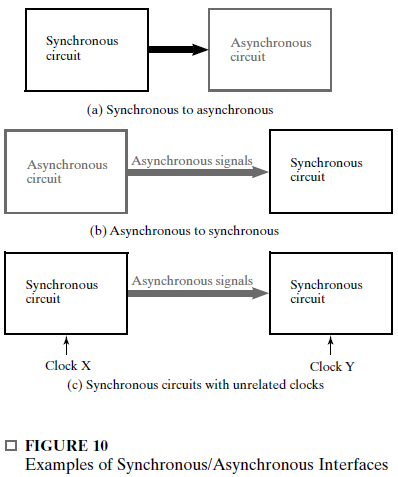 Synchronous
circuit
Asynchronous
circuit
(a) Synchronous to asynchronous
Asynchronous
circuit
Asynchronous signals
Synchronous
circuit
(b) Asynchronous to synchronous
Synchronous
circuit
Asynchronous signals
Synchronous
circuit
Clock X
Clock Y
(c) Synchronous circuits with unrelated clocks
FIGURE 10
Examples of Synchronous/Asynchronous Interfaces